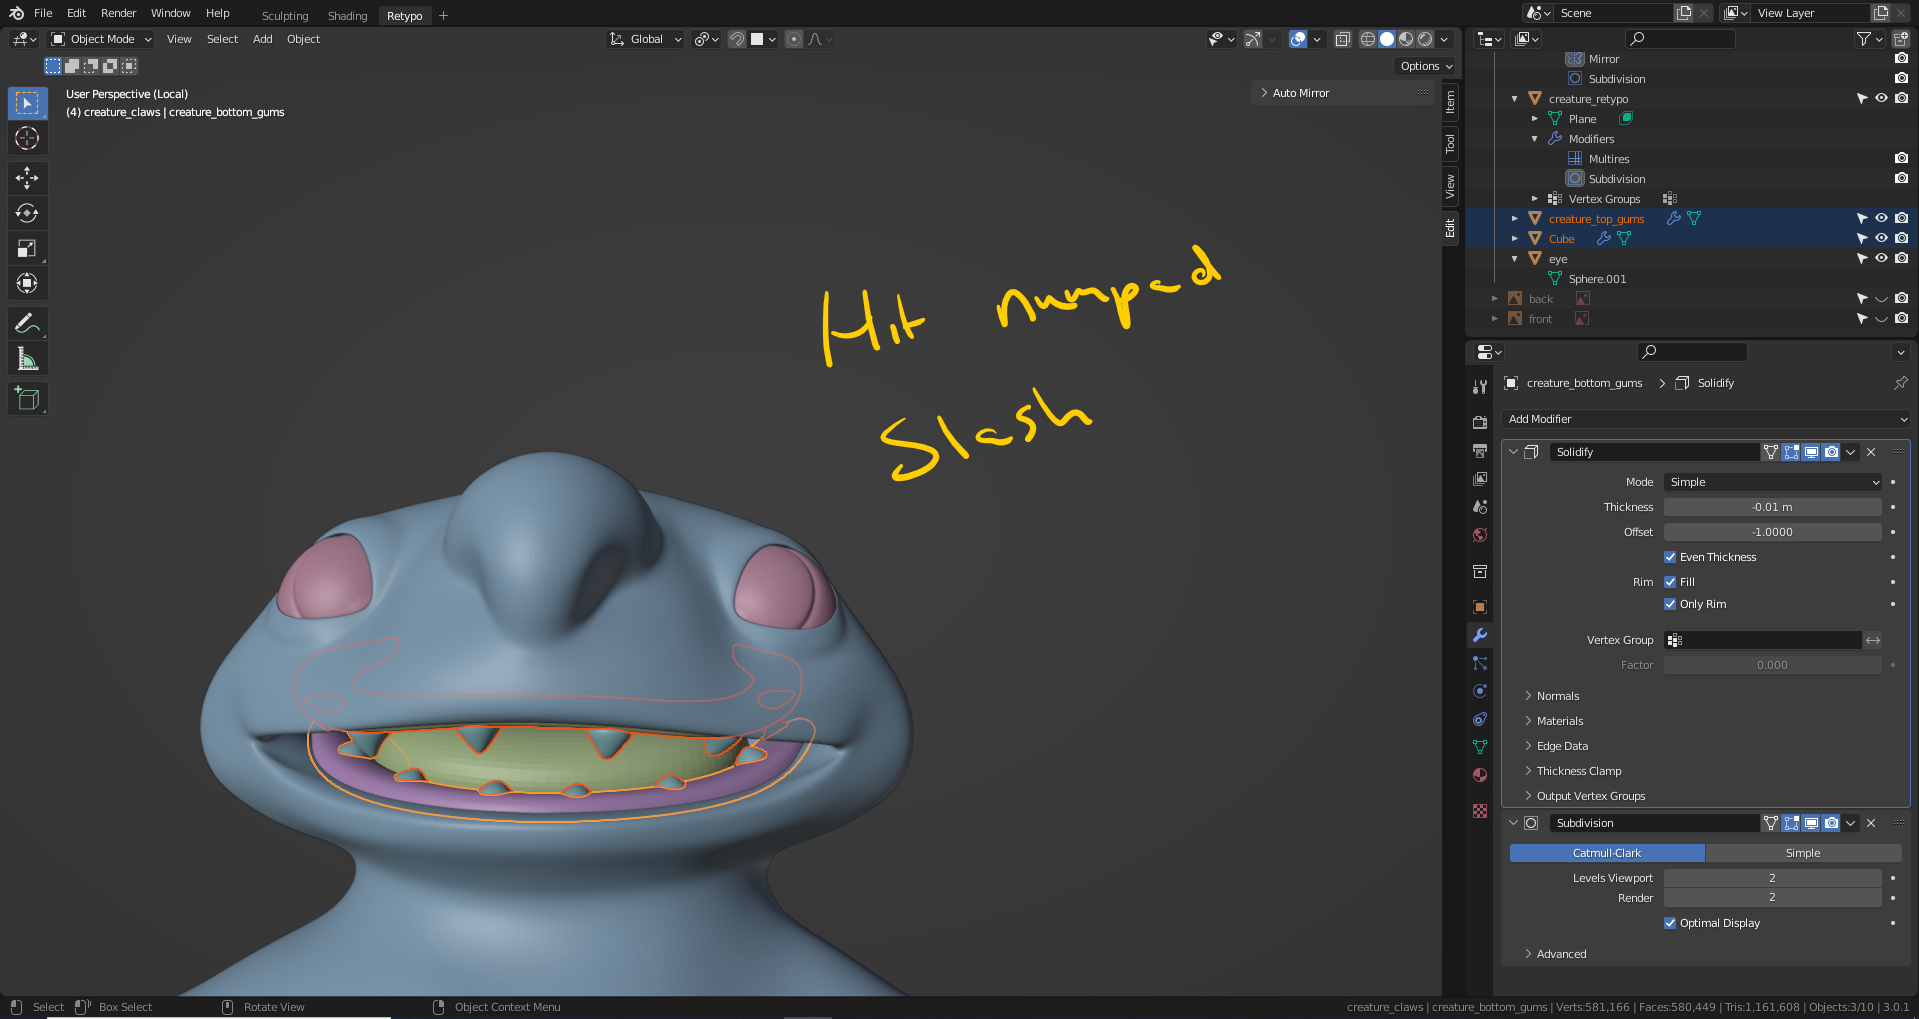 File Edit Render Window Help Sculpting Shading Retypo + Scene View Layer
Object Mode View Select Add Object Global
Options
User Perspective (Local)
(4) creature_claws | creature_bottom_gums
Auto Mirror
Item
Tool
View
Edit
Hit numpad
Slash
Mirror
Subdivision
creature_retypo
Plane
Modifiers
Multires
Subdivision
Vertex Groups
creature_top_gums
Cube
eye
Sphere.001
back
front
creature_bottom_gums > Solidify
Add Modifier
Solidify
Mode Simple
Thickness -0.01 m
Offset -1.0000
Even Thickness
Rim Fill
Only Rim
Vertex Group
Factor 0.000
Normals
Materials
Edge Data
Thickness Clamp
Output Vertex Groups
Subdivision
Catmull-Clark Simple
Levels Viewport 2
Render 2
Optimal Display
Advanced
Select Box Select Rotate View Object Context Menu creature_claws | creature_bottom_gums | Verts:581,166 | Faces:580,449 | Tris:1,161,608 | Objects:3/10 | 3.0.1